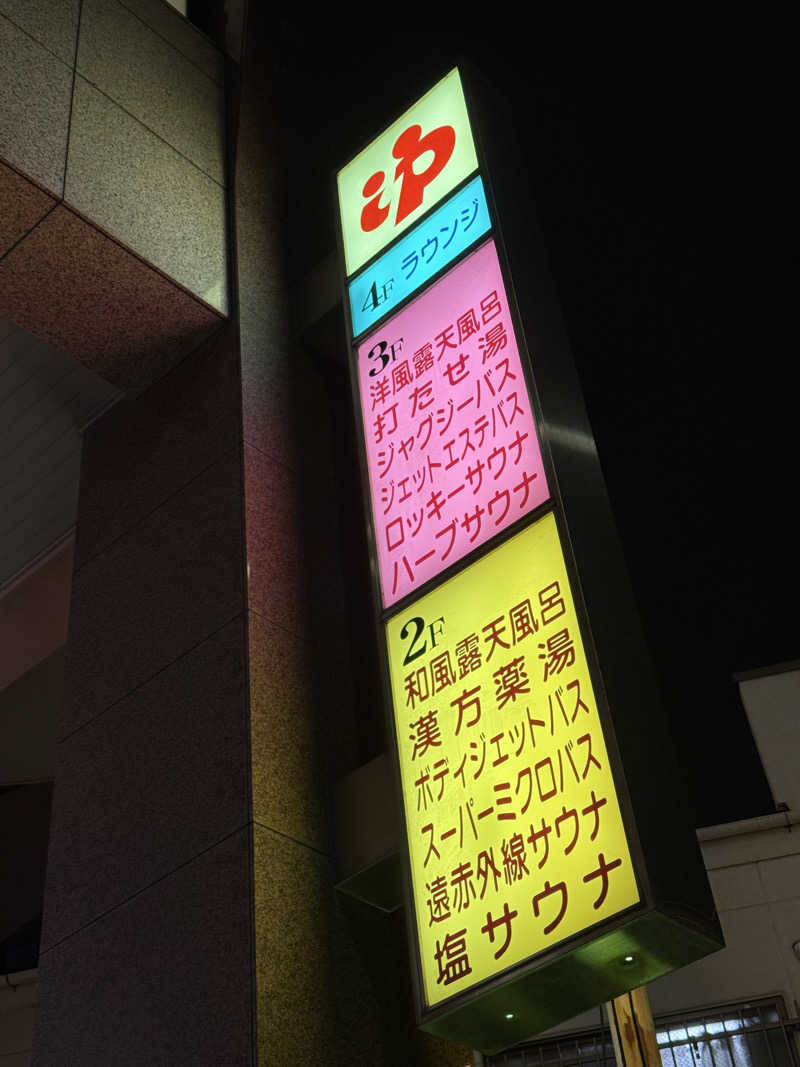 ゆ
4F ラウンジ
3F
洋風露天風呂
打たせ湯
ジャグジーバス
ジェットエステバス
ロッキーサウナ
ハーブサウナ
2F
和風露天風呂
漢方薬湯
ボディジェットバス
スーパーミクロバス
遠赤外線サウナ
塩サウナ